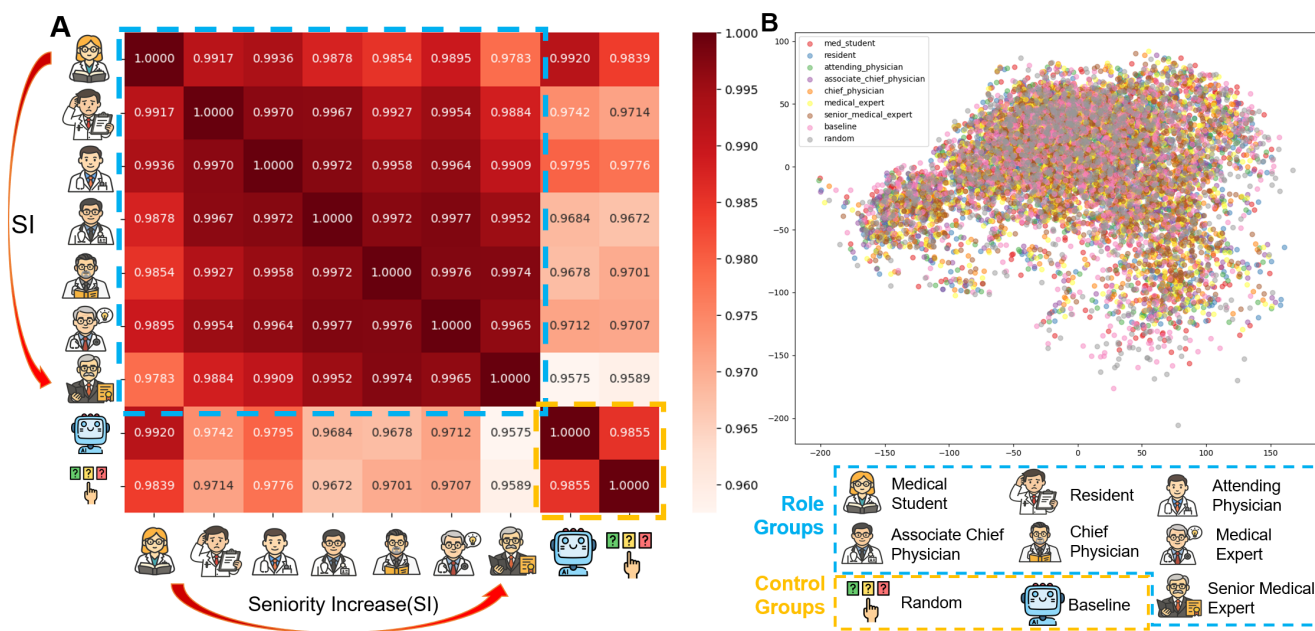 A
1.0000 0.9917 0.9936 0.9878 0.9854 0.9895 0.9783 0.9920 0.9839
0.9917 1.0000 0.9970 0.9967 0.9927 0.9954 0.9884 0.9742 0.9714
0.9936 0.9970 1.0000 0.9972 0.9958 0.9964 0.9909 0.9795 0.9776
SI
0.9878 0.9967 0.9972 1.0000 0.9972 0.9977 0.9952 0.9684 0.9672
0.9854 0.9927 0.9958 0.9972 1.0000 0.9976 0.9974 0.9678 0.9701
0.9895 0.9954 0.9964 0.9977 0.9976 1.0000 0.9965 0.9712 0.9707
0.9783 0.9884 0.9909 0.9952 0.9974 0.9965 1.0000 0.9575 0.9589
AI
0.9920 0.9742 0.9795 0.9684 0.9678 0.9712 0.9575 1.0000 0.9855
? ? ?
0.9839 0.9714 0.9776 0.9672 0.9701 0.9707 0.9589 0.9855 1.0000
AI
? ? ?
Seniority Increase(SI)
1.000
0.995
0.990
0.985
0.980
0.975
0.970
0.965
0.960
B
100
50
0
−50
−100
−150
−200
−200 −150 −100 −50 0 50 100 150
med_student
resident
attending_physician
associate_chief_physician
chief_physician
medical_expert
senior_medical_expert
baseline
random
Role
Groups
Medical
Student
Resident
Attending
Physician
Associate Chief
Physician
Chief
Physician
Medical
Expert
Control
Groups
? ? ?
Random
AI
Baseline
Senior Medical
Expert